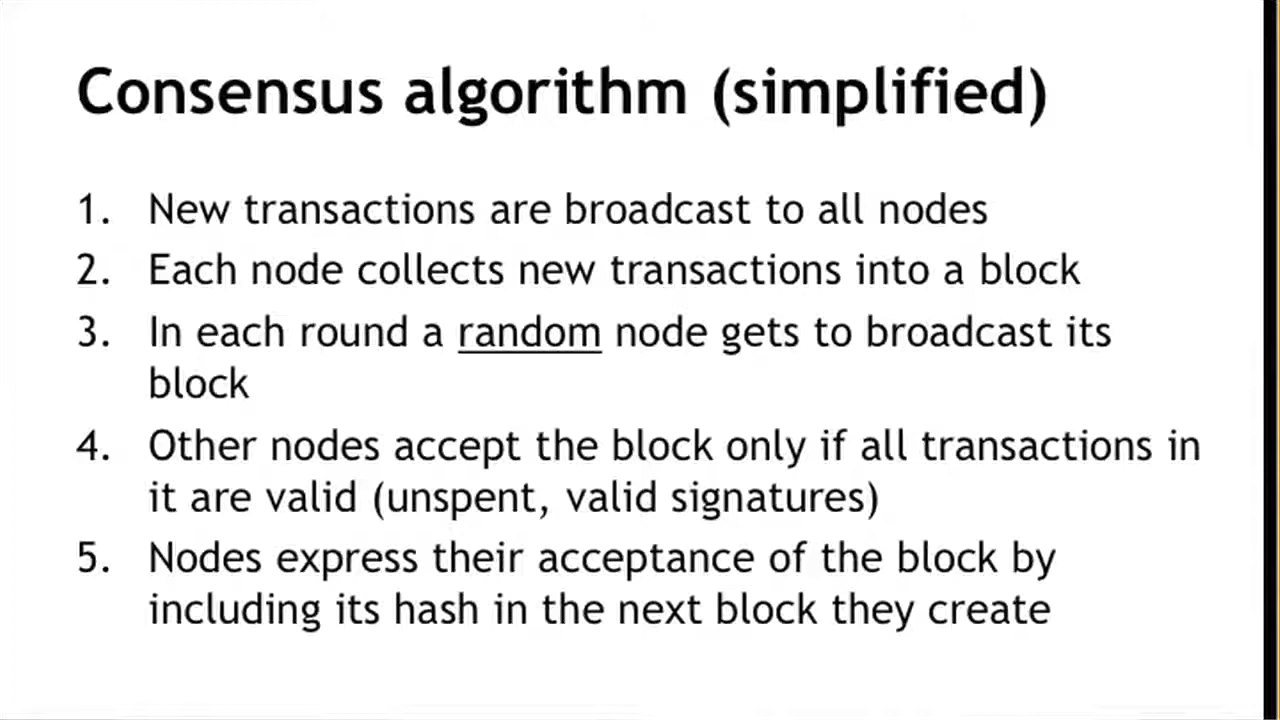 Consensus algorithm (simplified)
1. New transactions are broadcast to all nodes
2. Each node collects new transactions into a block
3. In each round a random node gets to broadcast its
block
4. Other nodes accept the block only if all transactions in
it are valid (unspent, valid signatures)
5. Nodes express their acceptance of the block by
including its hash in the next block they create